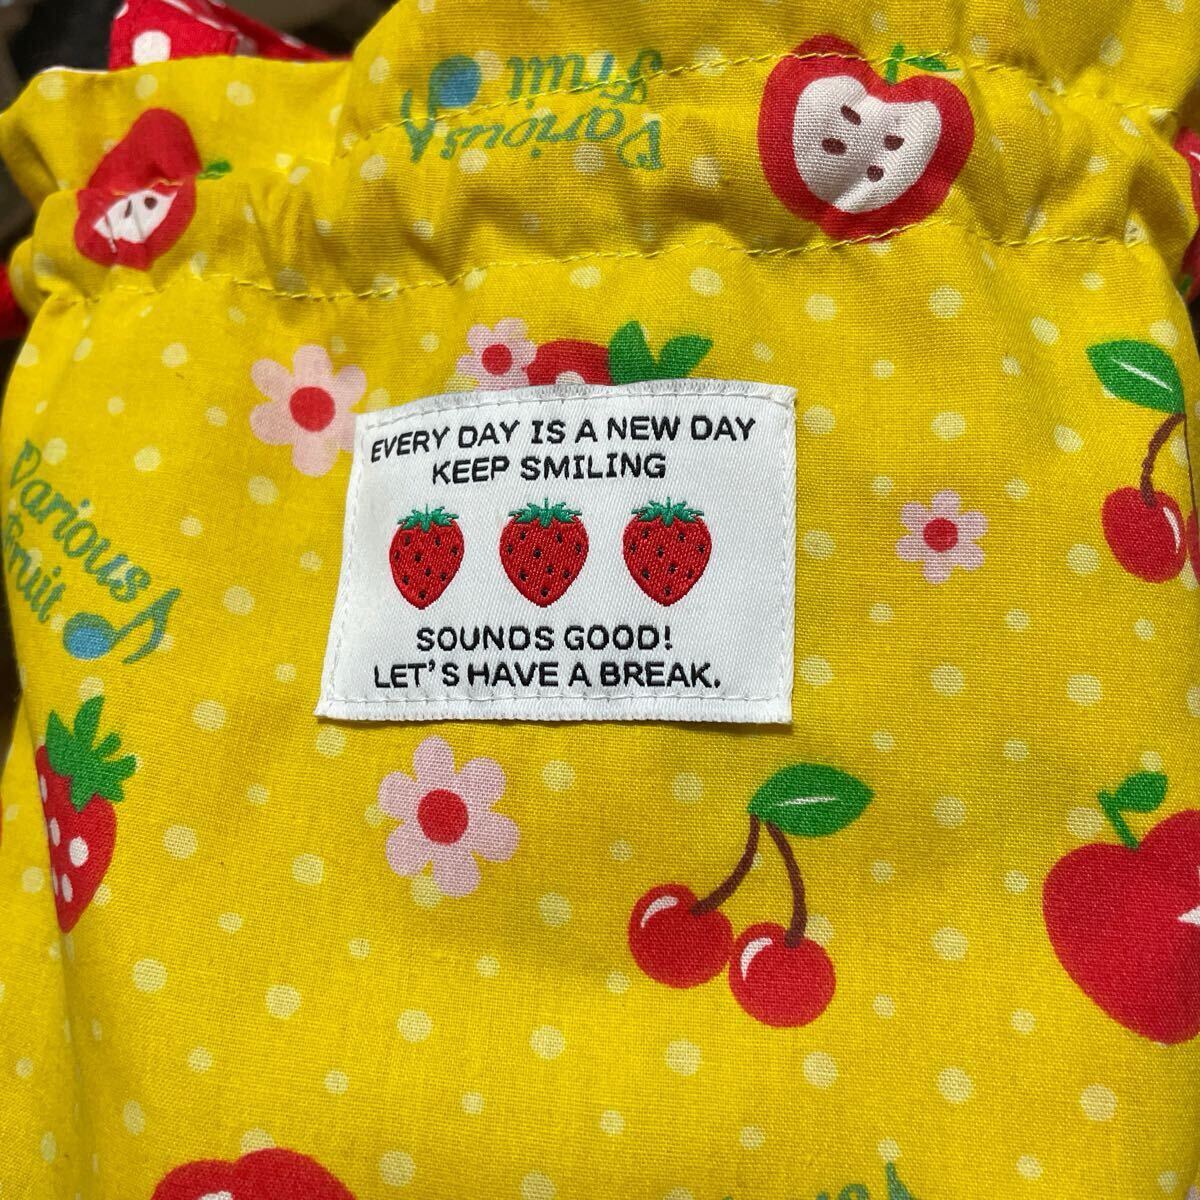 Various
Fruit
EVERY DAY IS A NEW DAY
KEEP SMILING
SOUNDS GOOD!
LET'S HAVE A BREAK.
Various
Fruit